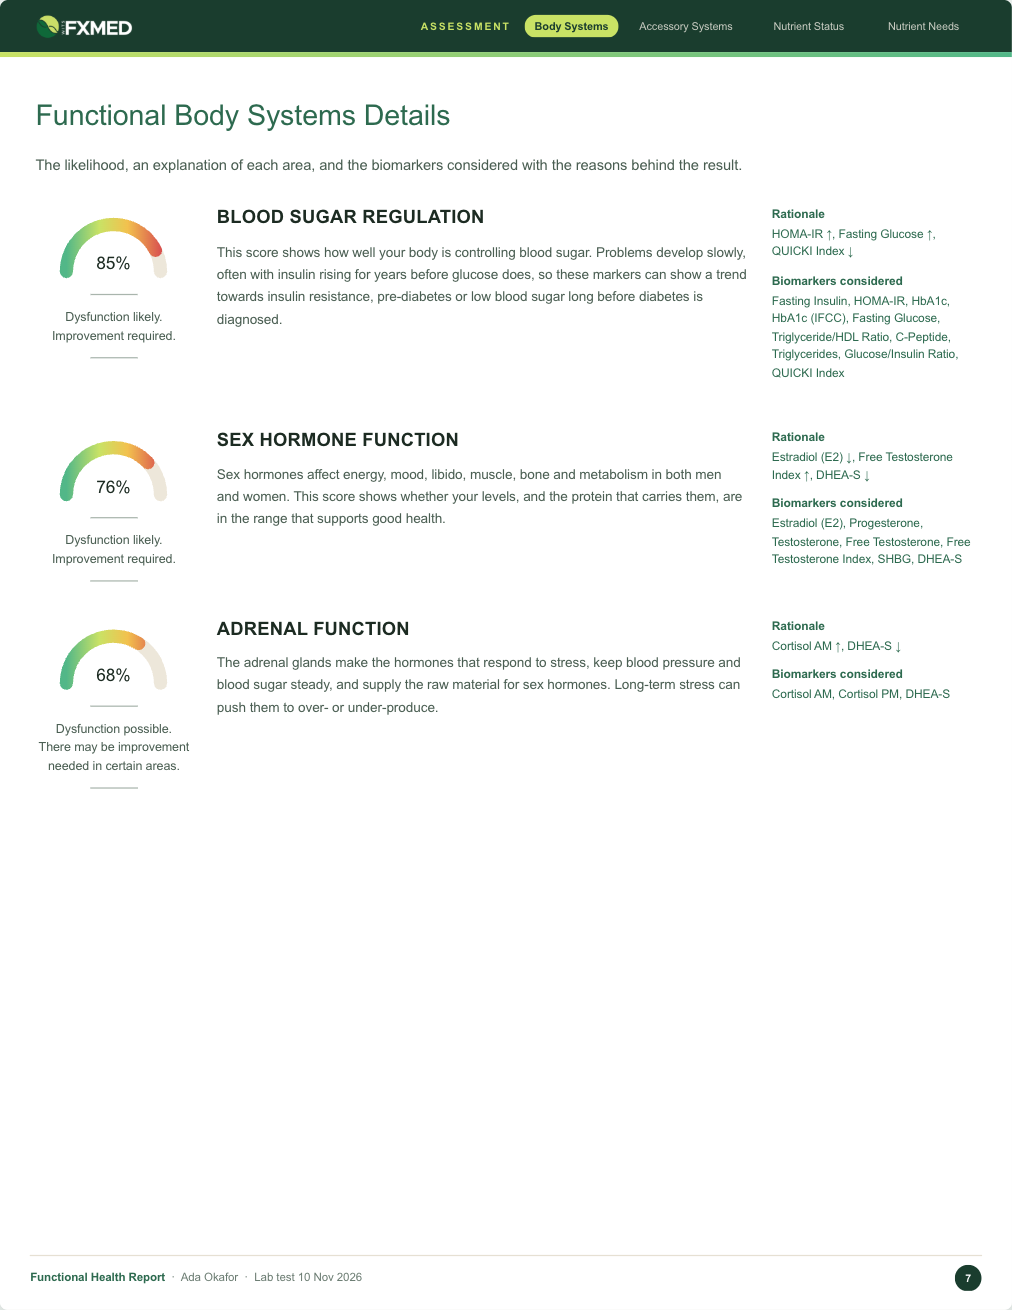 FXMED
ASSESSMENT
Body Systems
Accessory Systems
Nutrient Status
Nutrient Needs
Functional Body Systems Details
The likelihood, an explanation of each area, and the biomarkers considered with the reasons behind the result.
85%
Dysfunction likely.
Improvement required.
BLOOD SUGAR REGULATION
This score shows how well your body is controlling blood sugar. Problems develop slowly,
often with insulin rising for years before glucose does, so these markers can show a trend
towards insulin resistance, pre-diabetes or low blood sugar long before diabetes is
diagnosed.
Rationale
HOMA-IR ↑, Fasting Glucose ↑,
QUICKI Index ↓
Biomarkers considered
Fasting Insulin, HOMA-IR, HbA1c,
HbA1c (IFCC), Fasting Glucose,
Triglyceride/HDL Ratio, C-Peptide,
Triglycerides, Glucose/Insulin Ratio,
QUICKI Index
76%
Dysfunction likely.
Improvement required.
SEX HORMONE FUNCTION
Sex hormones affect energy, mood, libido, muscle, bone and metabolism in both men
and women. This score shows whether your levels, and the protein that carries them, are
in the range that supports good health.
Rationale
Estradiol (E2) ↓, Free Testosterone
Index ↑, DHEA-S ↓
Biomarkers considered
Estradiol (E2), Progesterone,
Testosterone, Free Testosterone, Free
Testosterone Index, SHBG, DHEA-S
68%
Dysfunction possible.
There may be improvement
needed in certain areas.
ADRENAL FUNCTION
The adrenal glands make the hormones that respond to stress, keep blood pressure and
blood sugar steady, and supply the raw material for sex hormones. Long-term stress can
push them to over- or under-produce.
Rationale
Cortisol AM ↑, DHEA-S ↓
Biomarkers considered
Cortisol AM, Cortisol PM, DHEA-S
Functional Health Report · Ada Okafor · Lab test 10 Nov 2026
7